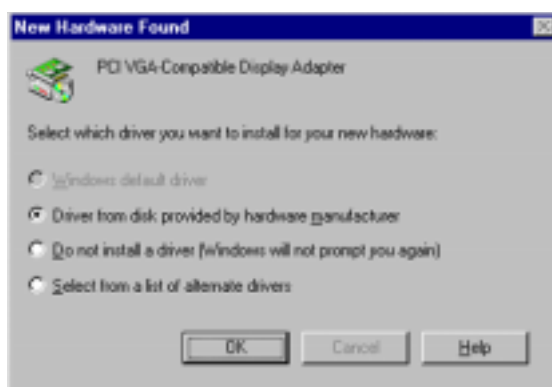 New Hardware Found
PCI VGA-Compatible Display Adapter
Select which driver you want to install for your new hardware:
Windows default driver
Driver from disk provided by hardware manufacturer
Do not install a driver (Windows will not prompt you again)
Select from a list of alternate drivers
OK
Cancel
Help